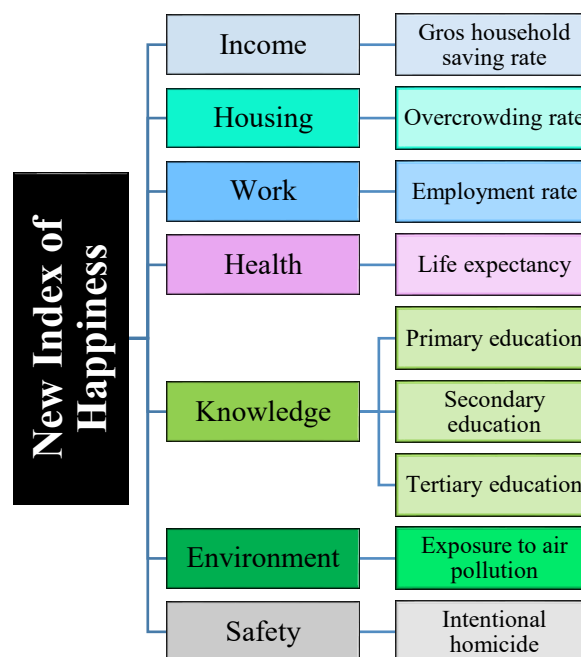 New Index of
Happiness
Income
Gros household
saving rate
Housing
Overcrowding rate
Work
Employment rate
Health
Life expectancy
Knowledge
Primary education
Secondary
education
Tertiary education
Environment
Exposure to air
pollution
Safety
Intentional
homicide